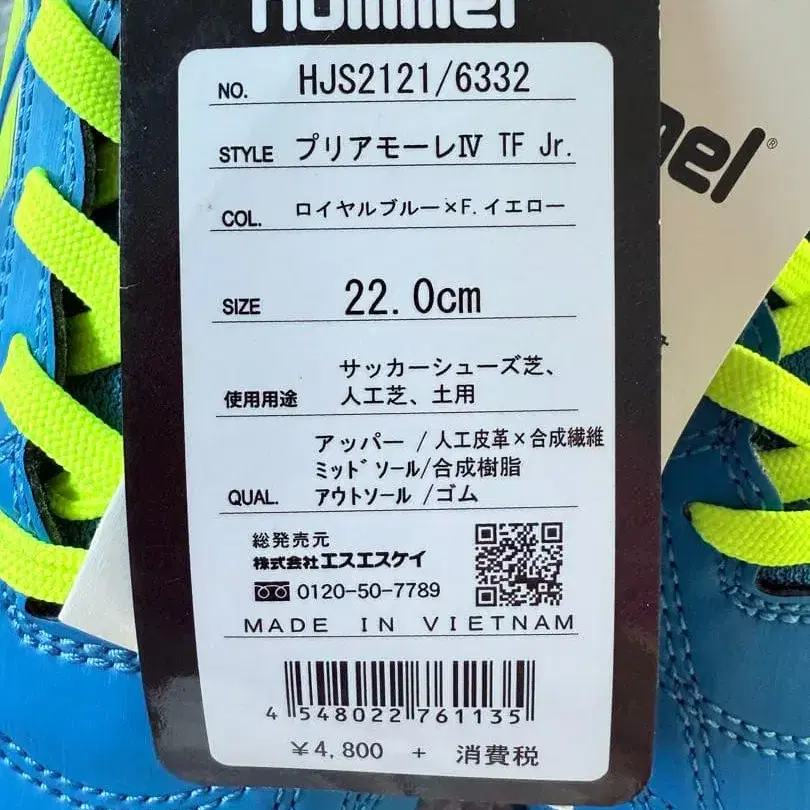 hummel
NO. HJS2121/6332
STYLE プリアモーレⅣ TF Jr.
COL. ロイヤルブルー×F.イエロー
SIZE 22.0cm
使用用途 サッカーシューズ芝、
人工芝、土用
アッパー/人工皮革×合成繊維
ミッドソール/合成樹脂
QUAL. アウトソール/ゴム
総発売元
株式会社エスエスケイ
0120-50-7789
MADE IN VIETNAM
4 548022 761135
¥4,800 + 消費税
mel®